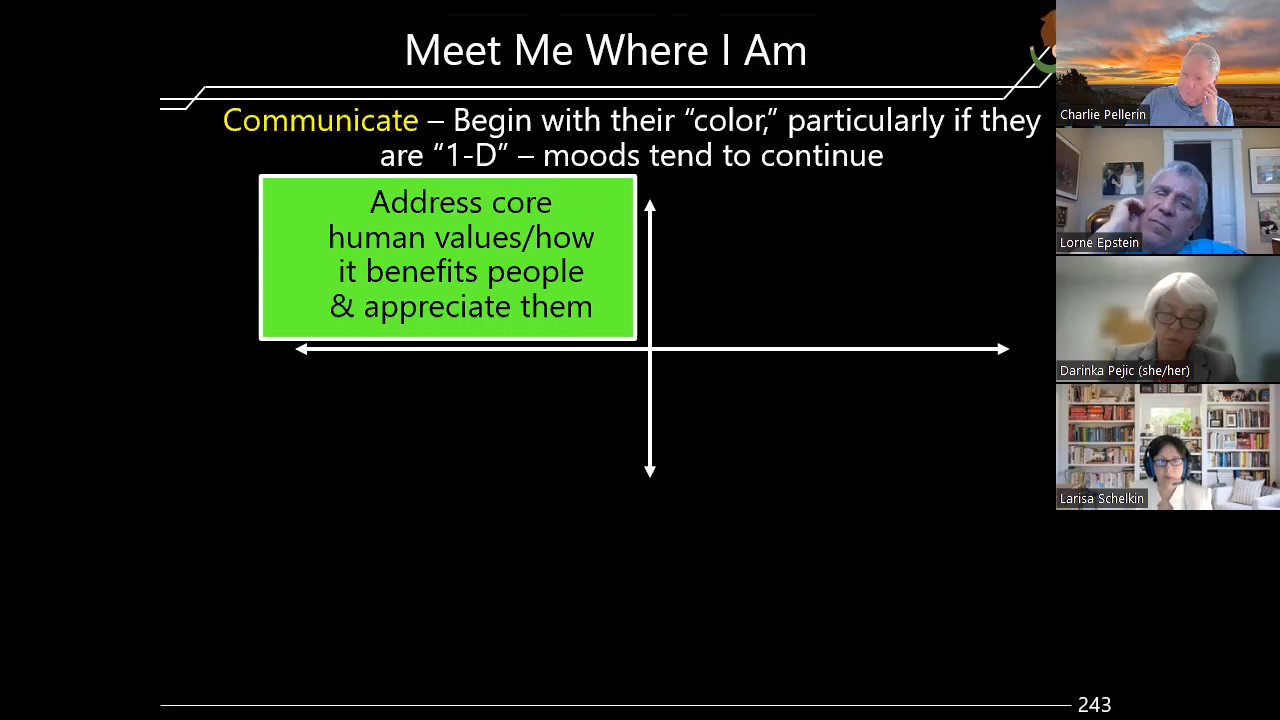 Meet Me Where I Am
Communicate – Begin with their “color,” particularly if they
are “1-D” – moods tend to continue
Address core
human values/how
it benefits people
& appreciate them
243
Charlie Pellerin
Lorne Epstein
Darinka Pejic (she/her)
Larisa Schelkin